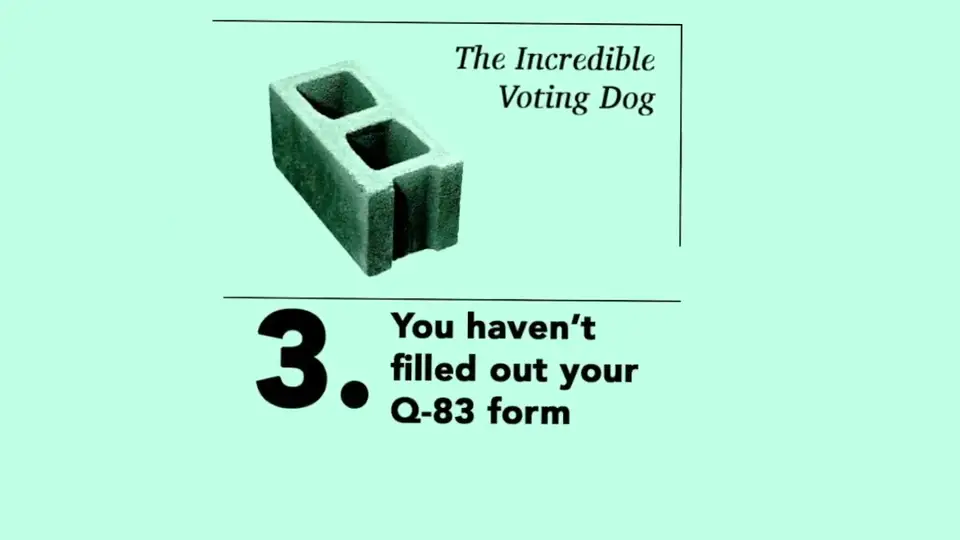 The Incredible
Voting Dog
3. You haven’t
filled out your
Q-83 form